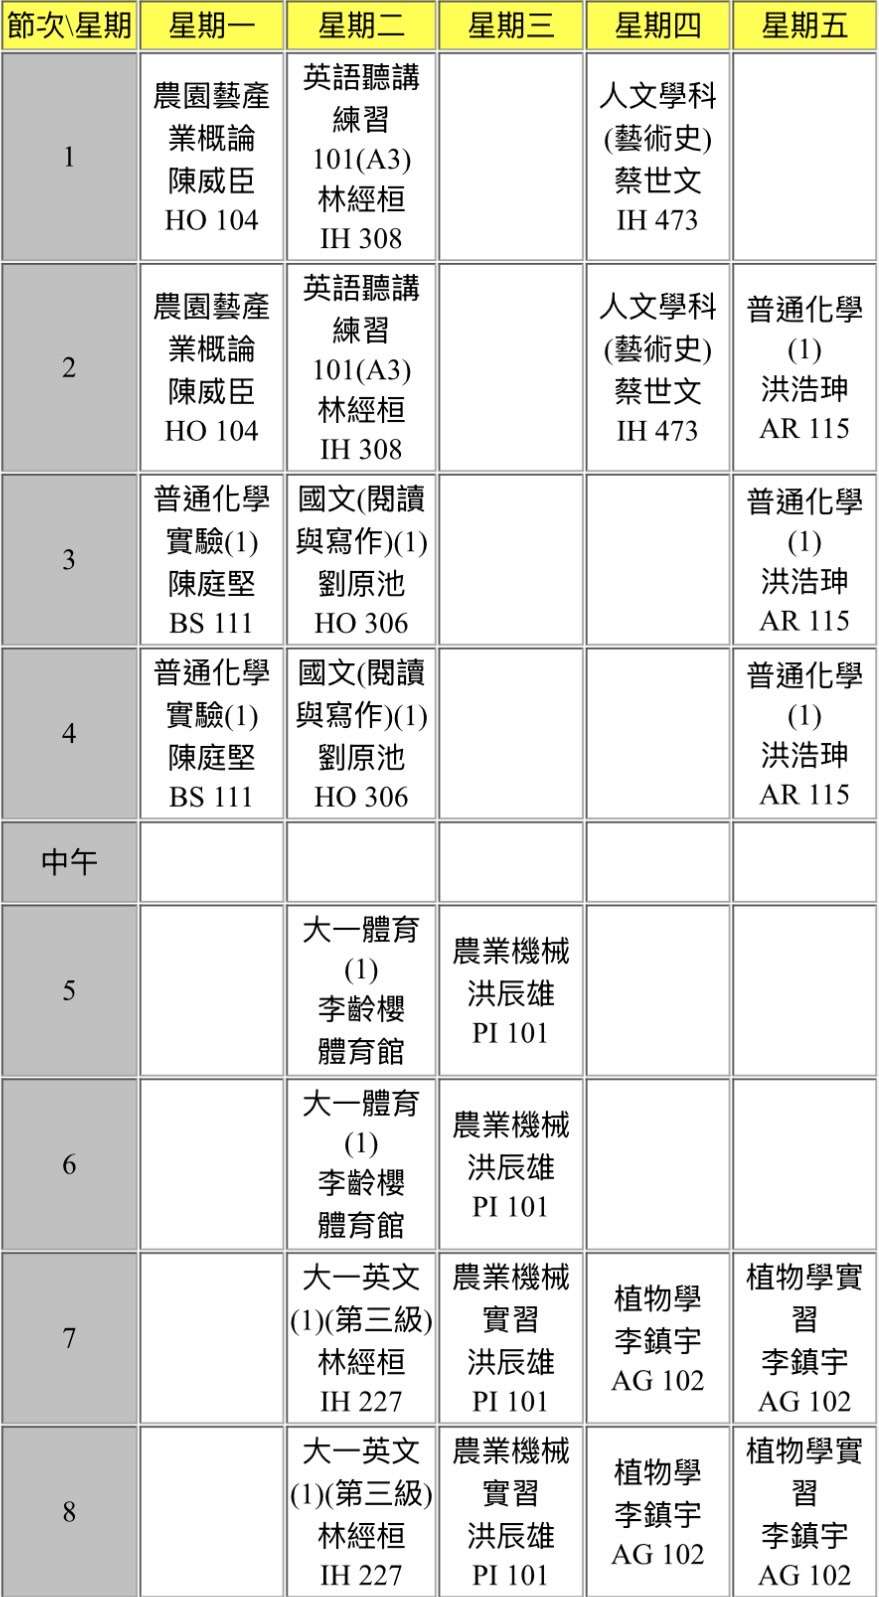 節次\星期 星期一 星期二 星期三 星期四 星期五
1
農園藝產
業概論
陳威臣
HO 104
英語聽講
練習
101(A3)
林經桓
IH 308
人文學科
(藝術史)
蔡世文
IH 473
2
農園藝產
業概論
陳威臣
HO 104
英語聽講
練習
101(A3)
林經桓
IH 308
人文學科
(藝術史)
蔡世文
IH 473
普通化學
(1)
洪浩珅
AR 115
3
普通化學
實驗(1)
陳庭堅
BS 111
國文(閱讀
與寫作)(1)
劉原池
HO 306
普通化學
(1)
洪浩珅
AR 115
4
普通化學
實驗(1)
陳庭堅
BS 111
國文(閱讀
與寫作)(1)
劉原池
HO 306
普通化學
(1)
洪浩珅
AR 115
中午
5
大一體育
(1)
李齡櫻
體育館
農業機械
洪辰雄
PI 101
6
大一體育
(1)
李齡櫻
體育館
農業機械
洪辰雄
PI 101
7
大一英文
(1)(第三級)
林經桓
IH 227
農業機械
實習
洪辰雄
PI 101
植物學
李鎮宇
AG 102
植物學實
習
李鎮宇
AG 102
8
大一英文
(1)(第三級)
林經桓
IH 227
農業機械
實習
洪辰雄
PI 101
植物學
李鎮宇
AG 102
植物學實
習
李鎮宇
AG 102